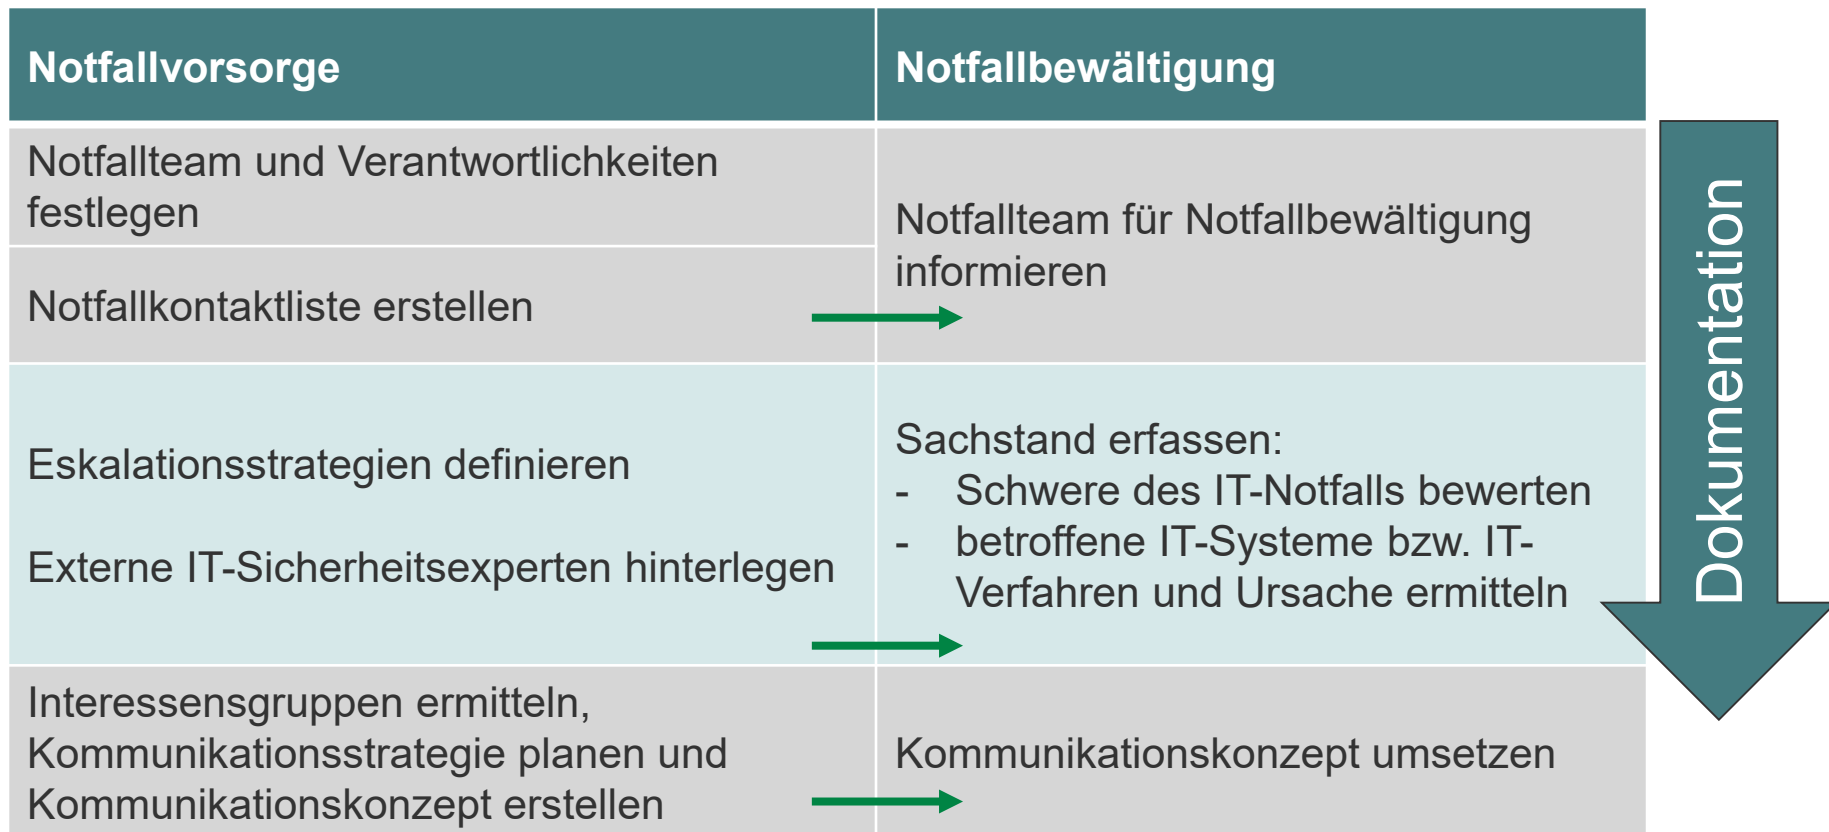 Notfallvorsorge
Notfallbewältigung
Notfallteam und Verantwortlichkeiten
festlegen
Notfallteam für Notfallbewältigung
informieren
Notfallkontaktliste erstellen
Eskalationsstrategien definieren
Externe IT-Sicherheitsexperten hinterlegen
Sachstand erfassen:
- Schwere des IT-Notfalls bewerten
- betroffene IT-Systeme bzw. IT-
Verfahren und Ursache ermitteln
Interessensgruppen ermitteln,
Kommunikationsstrategie planen und
Kommunikationskonzept erstellen
Kommunikationskonzept umsetzen
Dokumentation